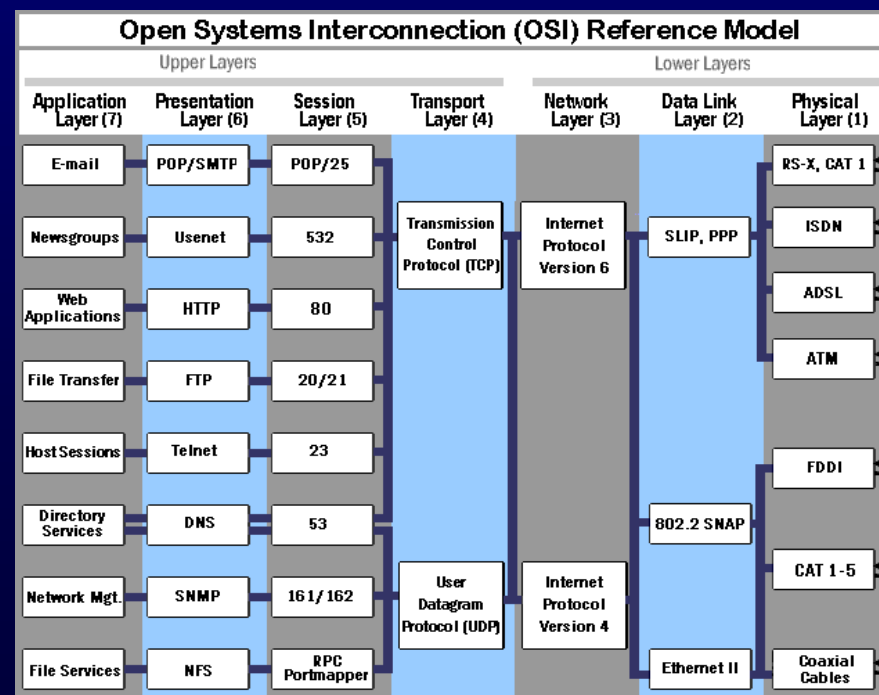 Open Systems Interconnection (OSI) Reference Model
Upper Layers
Lower Layers
Application
Layer (7)
Presentation
Layer (6)
Session
Layer (5)
Transport
Layer (4)
Network
Layer (3)
Data Link
Layer (2)
Physical
Layer (1)
E-mail
POP/SMTP
POP/25
RS-X, CAT 1
Newsgroups
Usenet
532
Transmission
Control
Protocol (TCP)
Internet
Protocol
Version 6
SLIP, PPP
ISDN
Web
Applications
HTTP
80
ADSL
File Transfer
FTP
20/21
ATM
Host Sessions
Telnet
23
FDDI
Directory
Services
DNS
53
802.2 SNAP
Network Mgt.
SNMP
161/162
User
Datagram
Protocol (UDP)
Internet
Protocol
Version 4
CAT 1-5
File Services
NFS
RPC
Portmapper
Ethernet II
Coaxial
Cables